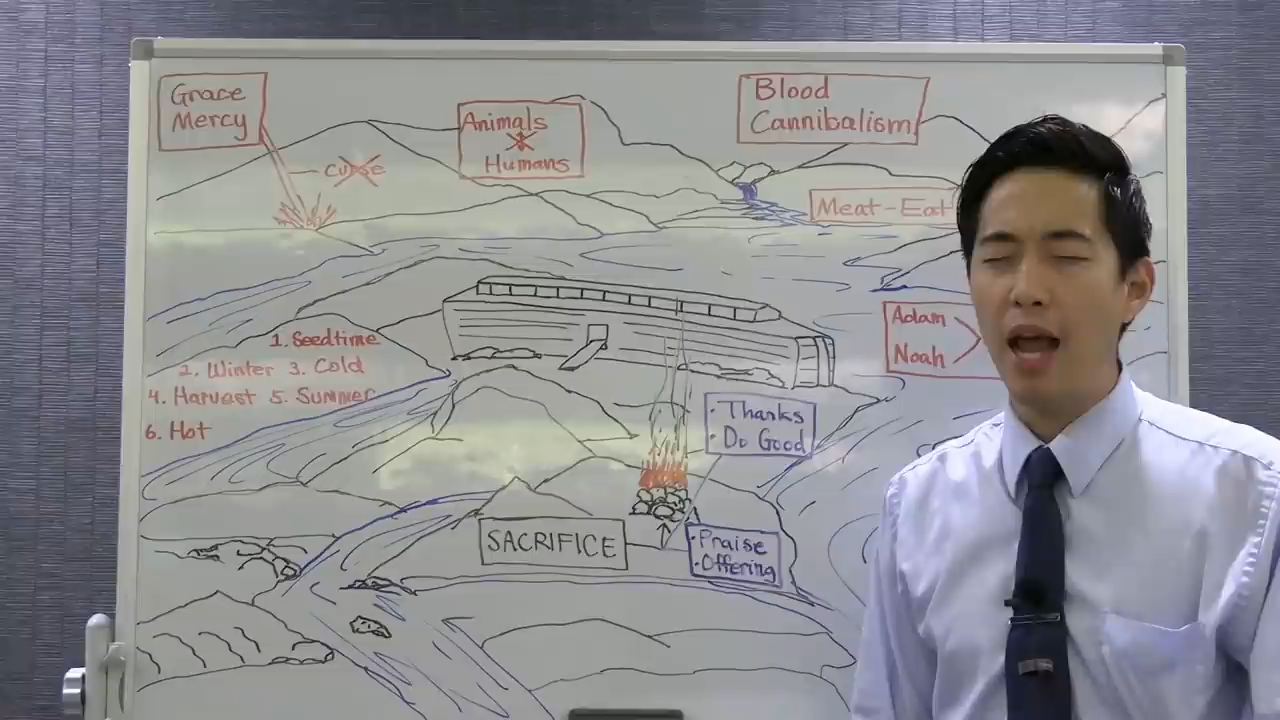 Grace
Mercy
curse
Animals
Humans
Blood
Cannibalism
Meat-Eat
Adam
Noah
1. Seedtime
2. Winter 3. Cold
4. Harvest 5. Summer
6. Hot
• Thanks
• Do Good
SACRIFICE
• Praise
• Offering